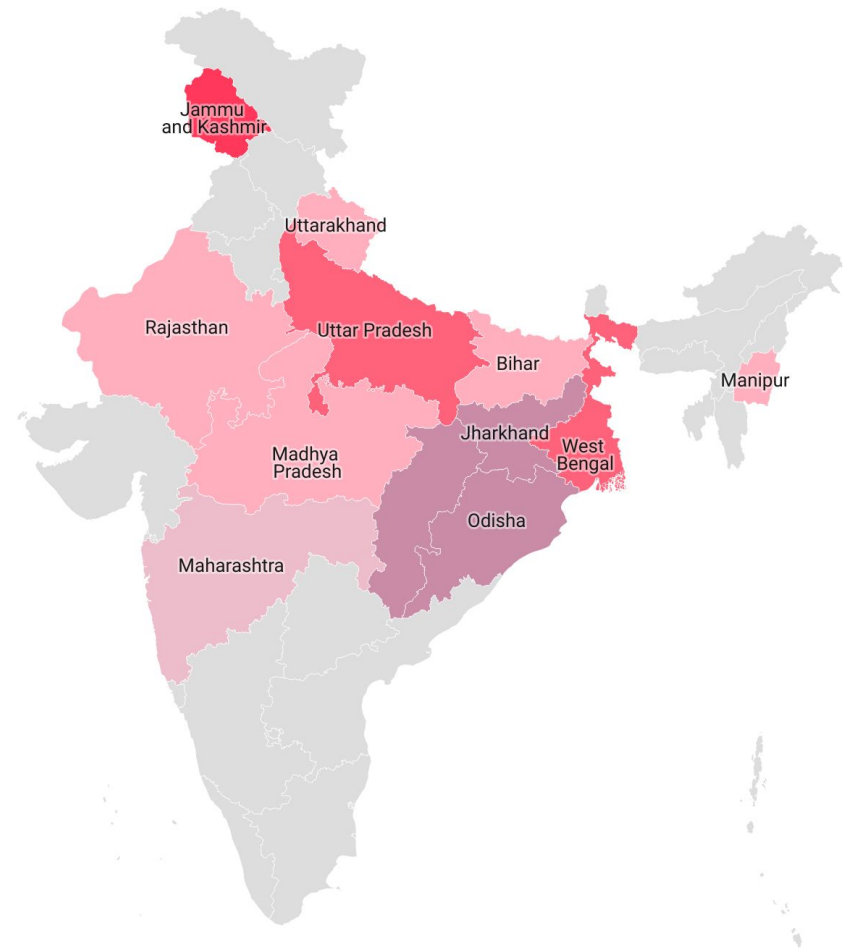 Jammu
and Kashmir
Uttarakhand
Rajasthan
Uttar Pradesh
Bihar
Manipur
Jharkhand
Madhya
Pradesh
West
Bengal
Odisha
Maharashtra